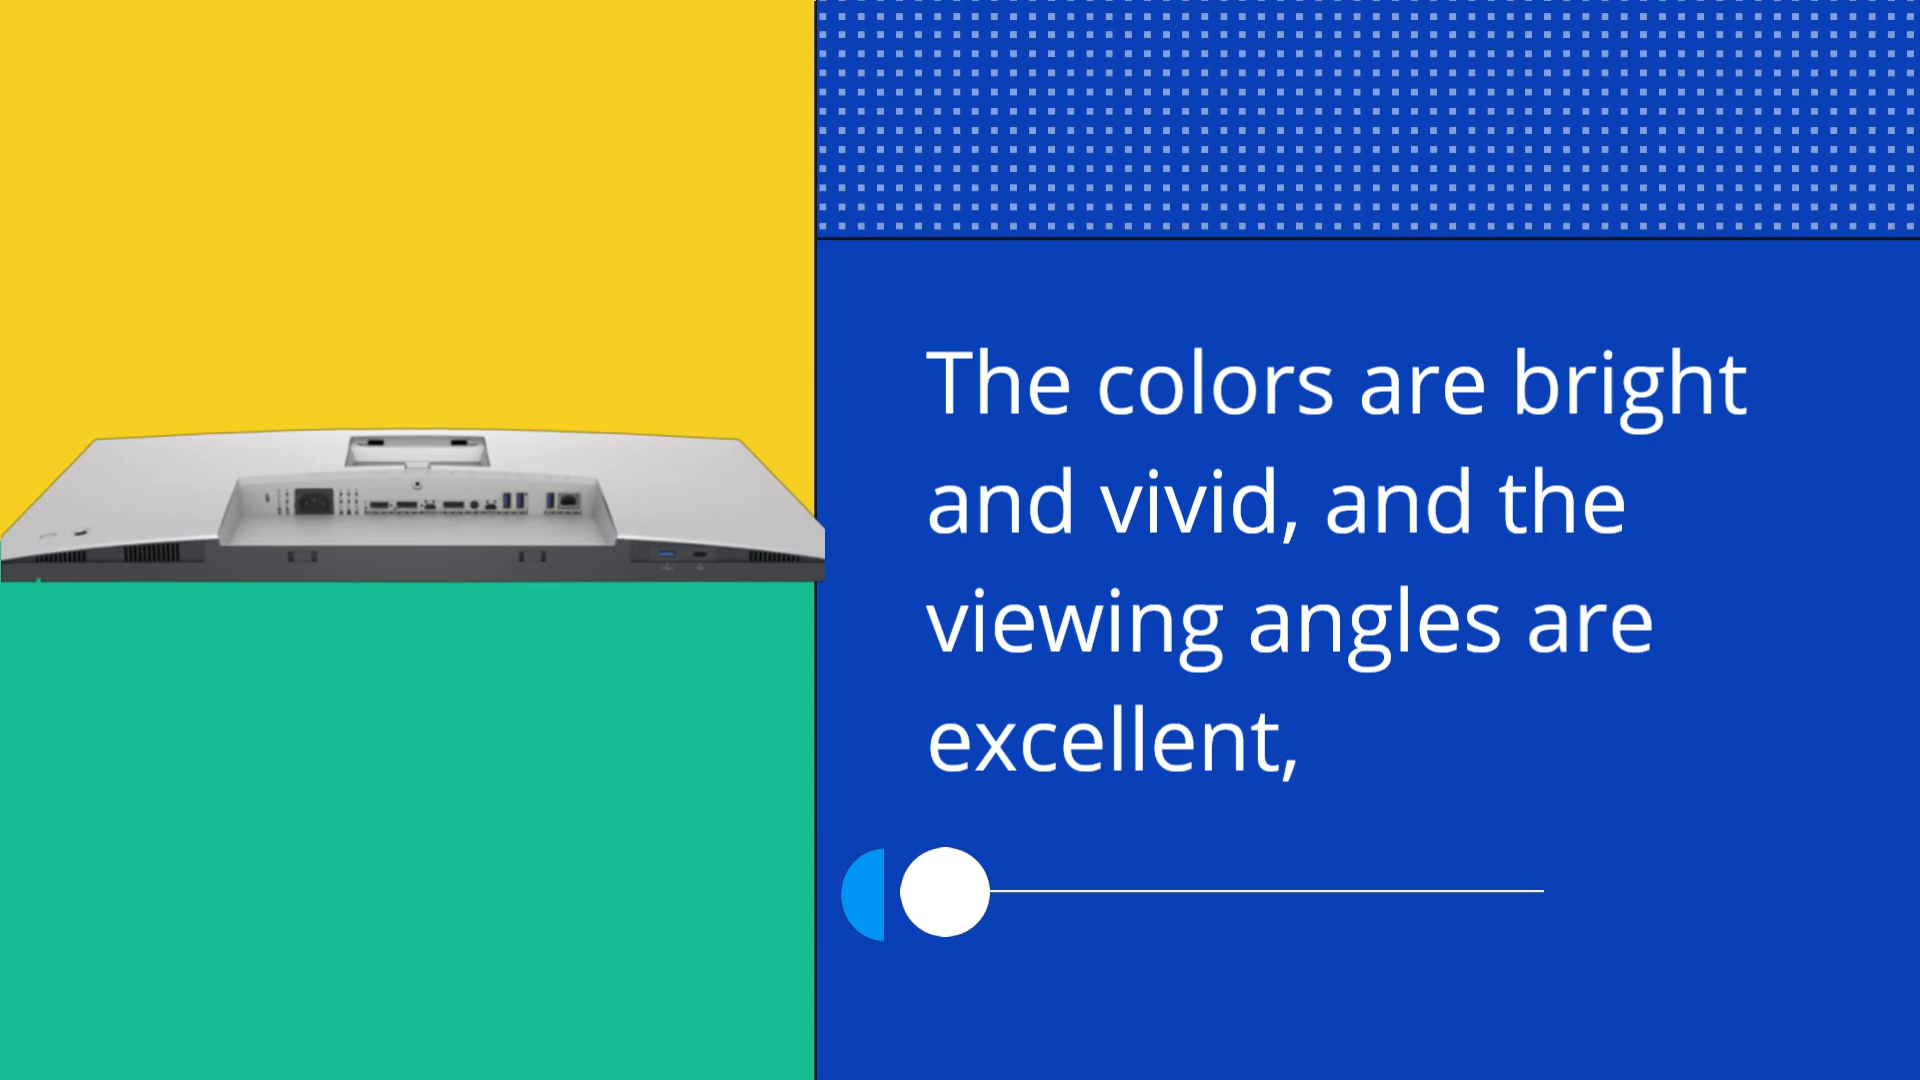 The colors are bright
and vivid, and the
viewing angles are
excellent,